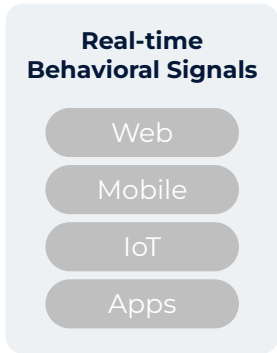 Real-time
Behavioral Signals
Web
Mobile
IoT
Apps